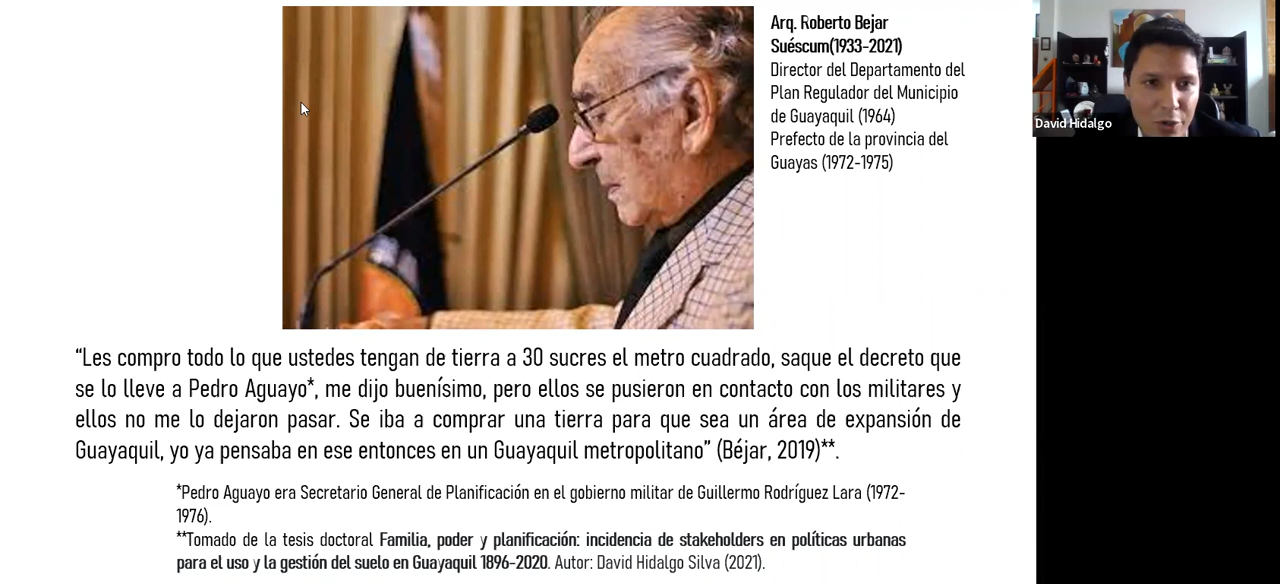 Arq. Roberto Bejar
Suéscum(1933-2021)
Director del Departamento del
Plan Regulador del Municipio
de Guayaquil (1964)
Prefecto de la provincia del
Guayas (1972-1975)
David Hidalgo
“Les compro todo lo que ustedes tengan de tierra a 30 sucres el metro cuadrado, saque el decreto que
se lo lleve a Pedro Aguayo*, me dijo buenísimo, pero ellos se pusieron en contacto con los militares y
ellos no me lo dejaron pasar. Se iba a comprar una tierra para que sea un área de expansión de
Guayaquil, yo ya pensaba en ese entonces en un Guayaquil metropolitano” (Béjar, 2019)**.
*Pedro Aguayo era Secretario General de Planificación en el gobierno militar de Guillermo Rodríguez Lara (1972-
1976).
**Tomado de la tesis doctoral Familia, poder y planificación: incidencia de stakeholders en políticas urbanas
para el uso y la gestión del suelo en Guayaquil 1896-2020. Autor: David Hidalgo Silva (2021).